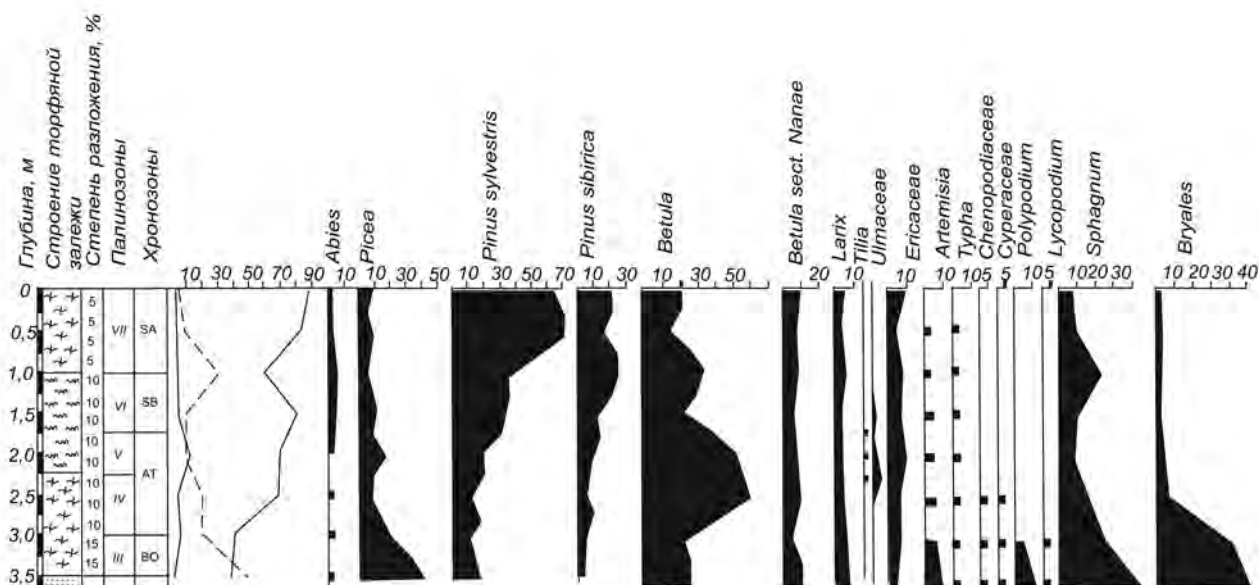 Глубина, м
Строение торфяной
залежи
Степень разложения, %
Палинозоны
Хронозоны
Abies
Picea
Pinus sylvestris
Pinus sibirica
Betula
Betula sect. Nanae
Larix
Tilia
Ulmaceae
Ericaceae
Artemisia
Typha
Chenopodiaceae
Cyperaceae
Polypodium
Lycopodium
Sphagnum
Bryales
10 30 50 70 90
10
10 30 50
10 30 50 70
10 30
10 30 50
20
10
10
10
10
5
5
10
5
10 20 30
10 20 30 40
0
0,5
1,0
1,5
2,0
2,5
3,0
3,5
5
5
5
5
10
10
10
10
10
10
10
10
15
15
VII
VI
V
IV
III
SA
SB
AT
BO